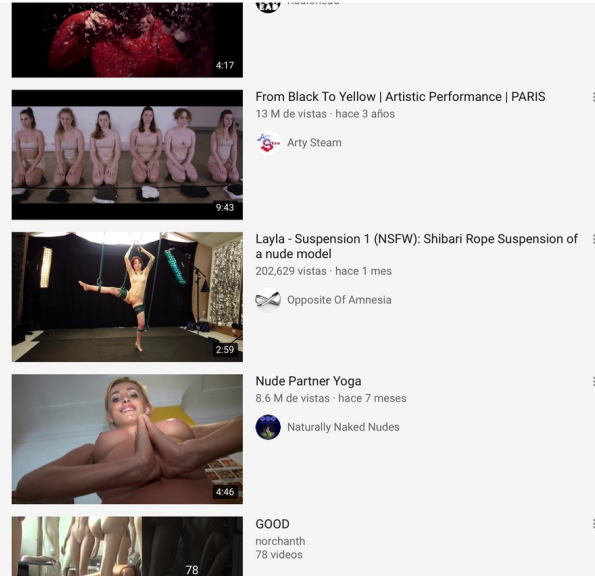 4:17
From Black To Yellow | Artistic Performance | PARIS
13 M de vistas · hace 3 años
Arty Steam
9:43
Layla - Suspension 1 (NSFW): Shibari Rope Suspension of
a nude model
202,629 vistas · hace 1 mes
Opposite Of Amnesia
2:59
Nude Partner Yoga
8.6 M de vistas · hace 7 meses
Naturally Naked Nudes
4:46
GOOD
norchanth
78 videos
78